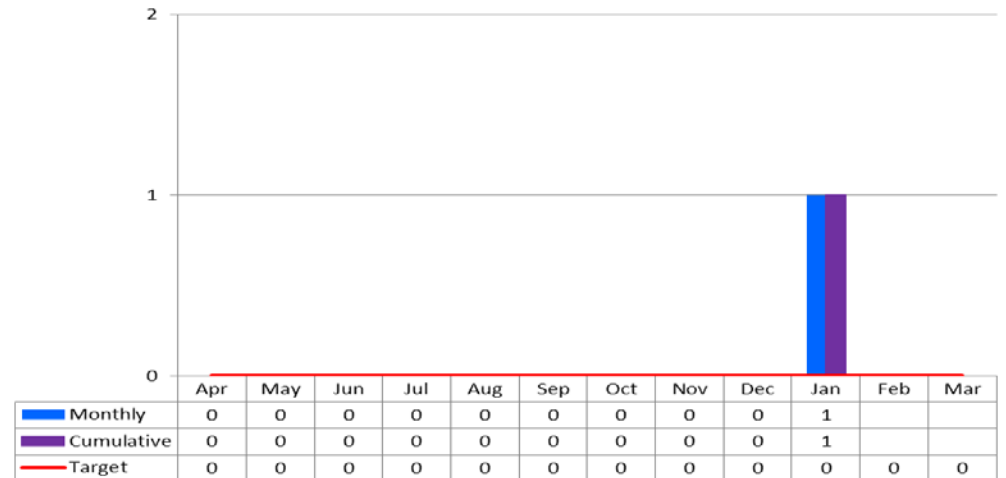 2
1
0
Apr May Jun Jul Aug Sep Oct Nov Dec Jan Feb Mar
Monthly 0 0 0 0 0 0 0 0 0 1
Cumulative 0 0 0 0 0 0 0 0 0 1
Target 0 0 0 0 0 0 0 0 0 0 0 0